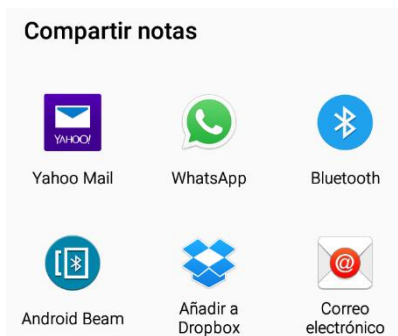 Compartir notas
YAHOO!
Yahoo Mail
WhatsApp
Bluetooth
@
Android Beam
Añadir a
Dropbox
Correo
electrónico